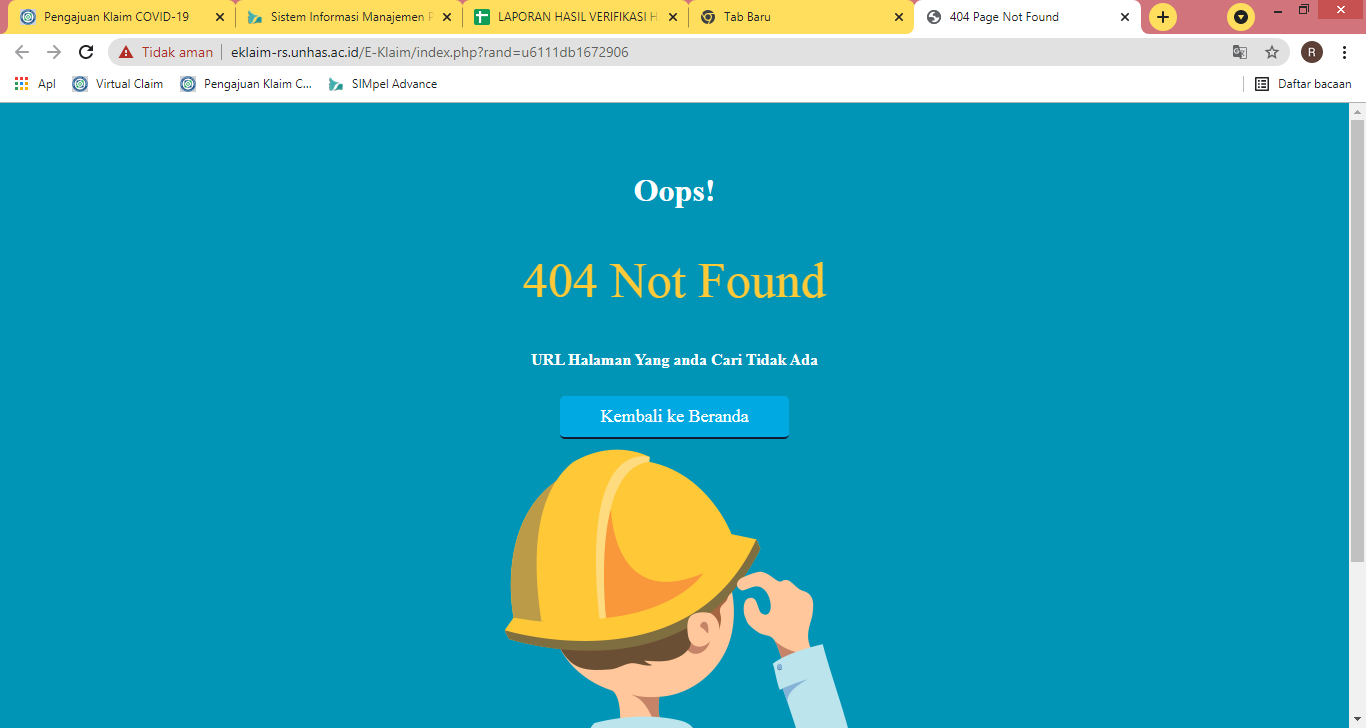 Pengajuan Klaim COVID-19
Sistem Informasi Manajemen P
LAPORAN HASIL VERIFIKASI H
Tab Baru
404 Page Not Found
Tidak aman
eklaim-rs.unhas.ac.id/E-Klaim/index.php?rand=u6111db1672906
R
Apl
Virtual Claim
Pengajuan Klaim C...
SIMpel Advance
Daftar bacaan
Oops!
404 Not Found
URL Halaman Yang anda Cari Tidak Ada
Kembali ke Beranda